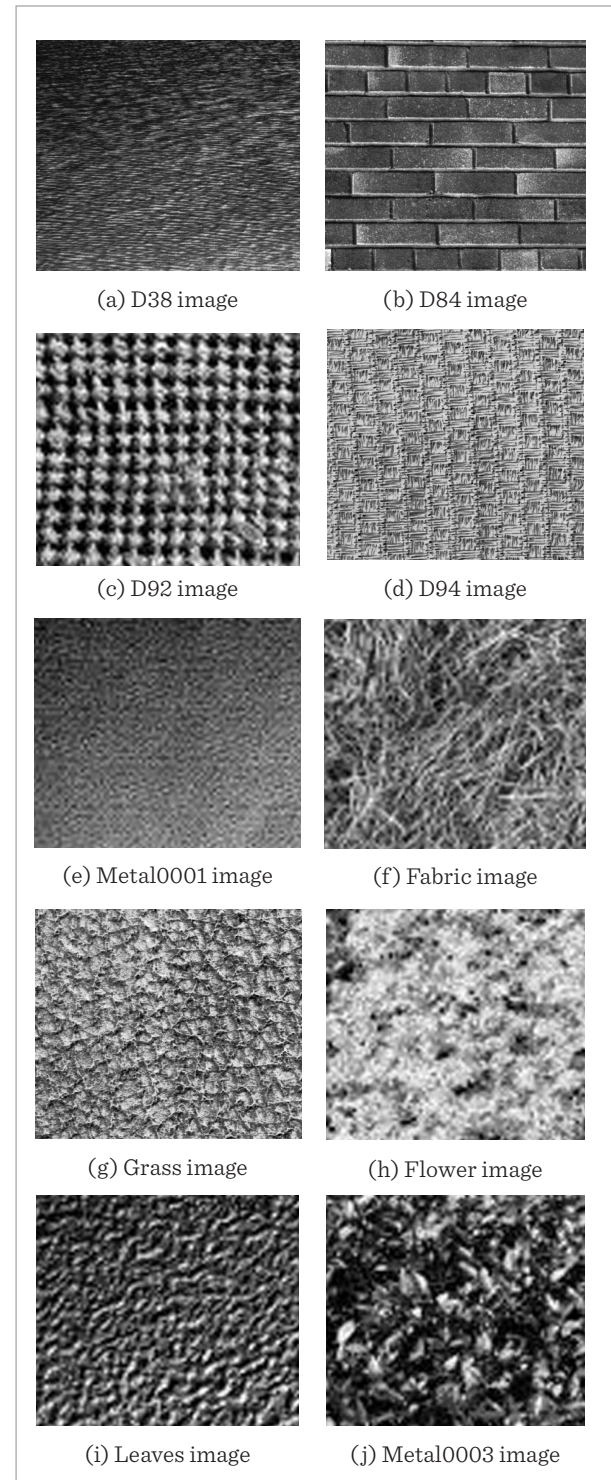 (a) D38 image
(b) D84 image
(c) D92 image
(d) D94 image
(e) Metal0001 image
(f) Fabric image
(g) Grass image
(h) Flower image
(i) Leaves image
(j) Metal0003 image